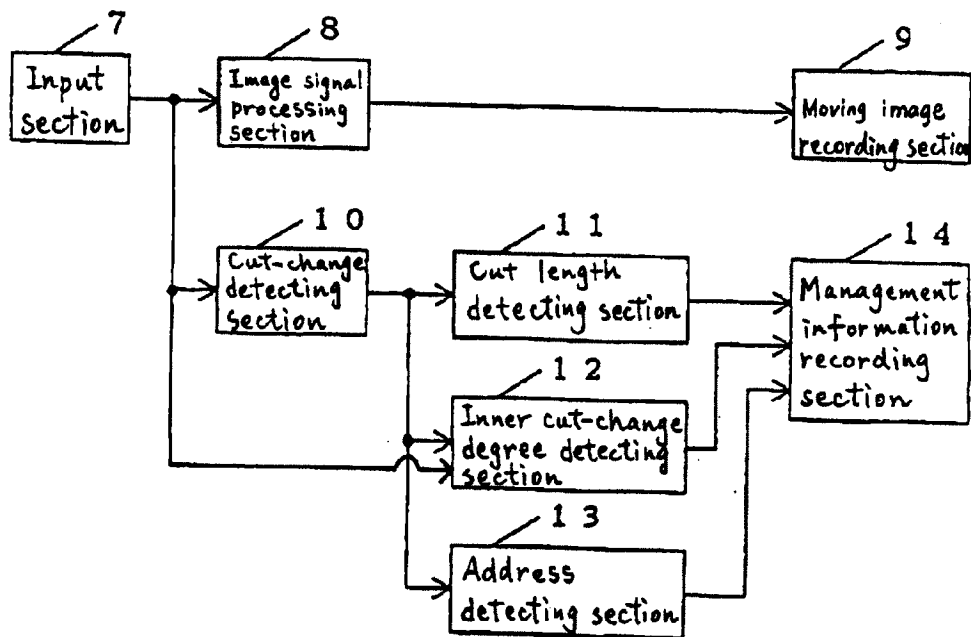 7
Input
section
8
Image signal
processing
section
9
Moving image
recording section
10
Cut-change
detecting
section
11
Cut length
detecting section
12
Inner cut-change
degree detecting
section
13
Address
detecting section
14
Management
information
recording
section